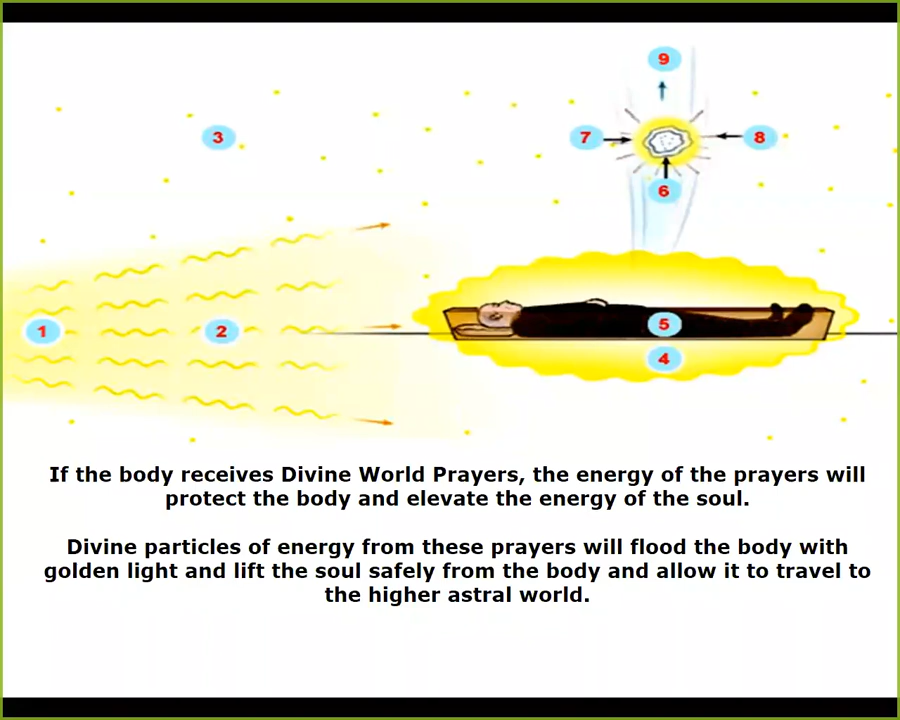 9
3
7
8
6
1
2
5
4
If the body receives Divine World Prayers, the energy of the prayers will
protect the body and elevate the energy of the soul.
Divine particles of energy from these prayers will flood the body with
golden light and lift the soul safely from the body and allow it to travel to
the higher astral world.